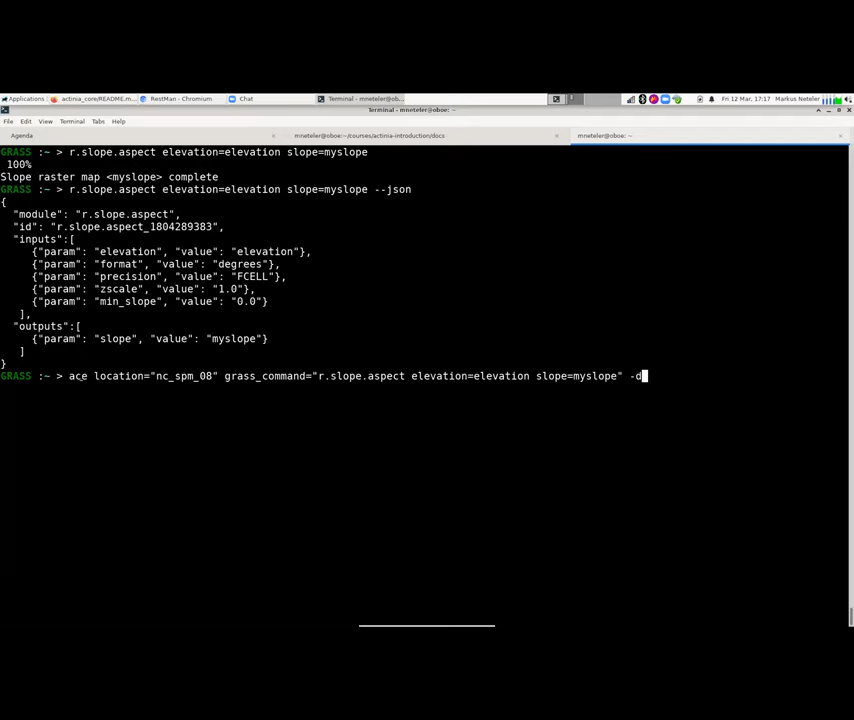 Applications actinia_core/README.m... RestMan - Chromium Chat Terminal - mneteler@ob... Fri 12 Mar, 17:17 Markus Neteler
Terminal - mneteler@oboe: ~
File Edit View Terminal Tabs Help
Agenda mneteler@oboe:~/courses/actinia-introduction/docs mneteler@oboe: ~
GRASS :~ > r.slope.aspect elevation=elevation slope=myslope
100%
Slope raster map <myslope> complete
GRASS :~ > r.slope.aspect elevation=elevation slope=myslope --json
{
"module": "r.slope.aspect",
"id": "r.slope.aspect_1804289383",
"inputs":[
{"param": "elevation", "value": "elevation"},
{"param": "format", "value": "degrees"},
{"param": "precision", "value": "FCELL"},
{"param": "zscale", "value": "1.0"},
{"param": "min_slope", "value": "0.0"}
],
"outputs":[
{"param": "slope", "value": "myslope"}
]
}
GRASS :~ > ace location="nc_spm_08" grass_command="r.slope.aspect elevation=elevation slope=myslope" -d